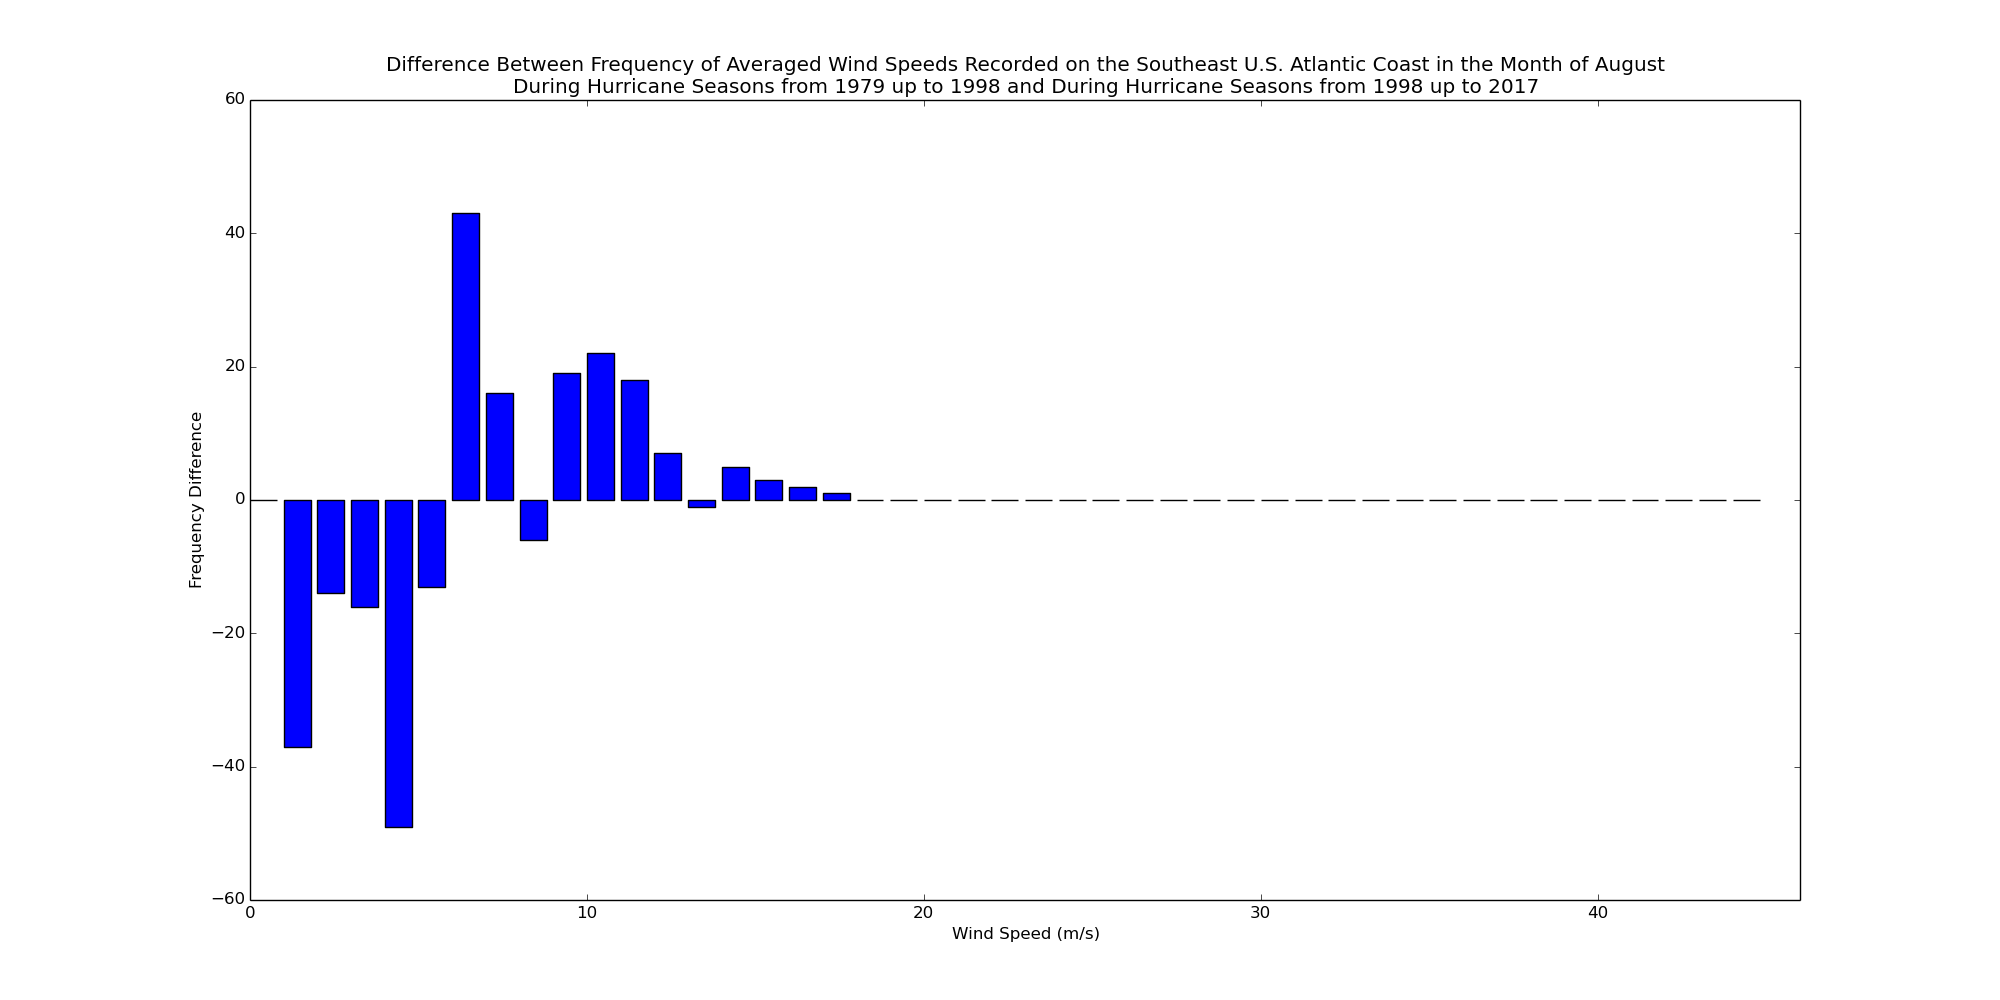 Difference Between Frequency of Averaged Wind Speeds Recorded on the Southeast U.S. Atlantic Coast in the Month of August
During Hurricane Seasons from 1979 up to 1998 and During Hurricane Seasons from 1998 up to 2017
60
40
20
0
−20
−40
−60
Frequency Difference
0 10 20 30 40
Wind Speed (m/s)